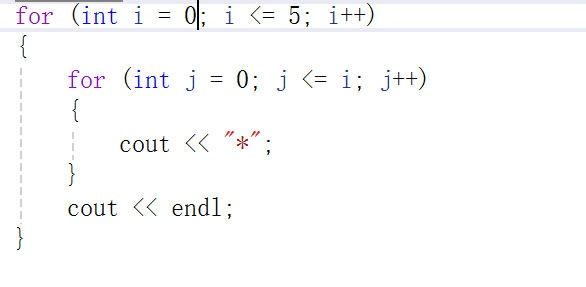 for (int i = 0; i <= 5; i++)
{
    for (int j = 0; j <= i; j++)
    {
        cout << "*";
    }
    cout << endl;
}